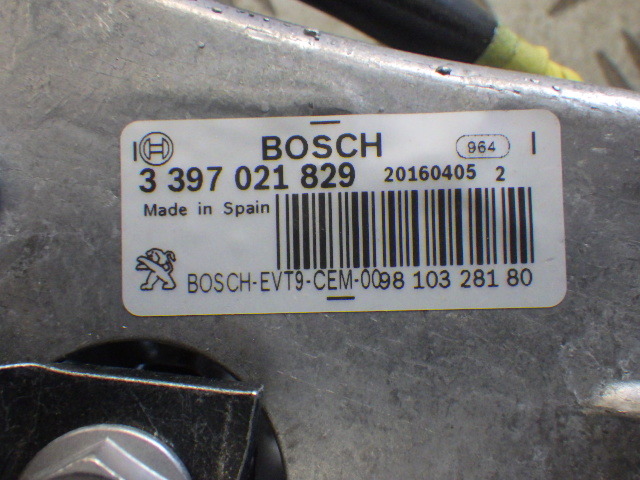 BOSCH 964
3 397 021 829 20160405 2
Made in Spain
BOSCH-EVT9-CEM-00 98 103 281 80